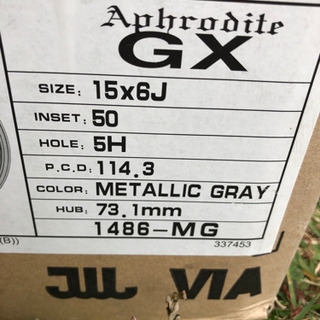 Aphrodite
GX
SIZE: 15x6J
INSET: 50
HOLE: 5H
P.C.D: 114.3
COLOR: METALLIC GRAY
HUB: 73.1mm
1486-MG
(B)) 337453
VIA